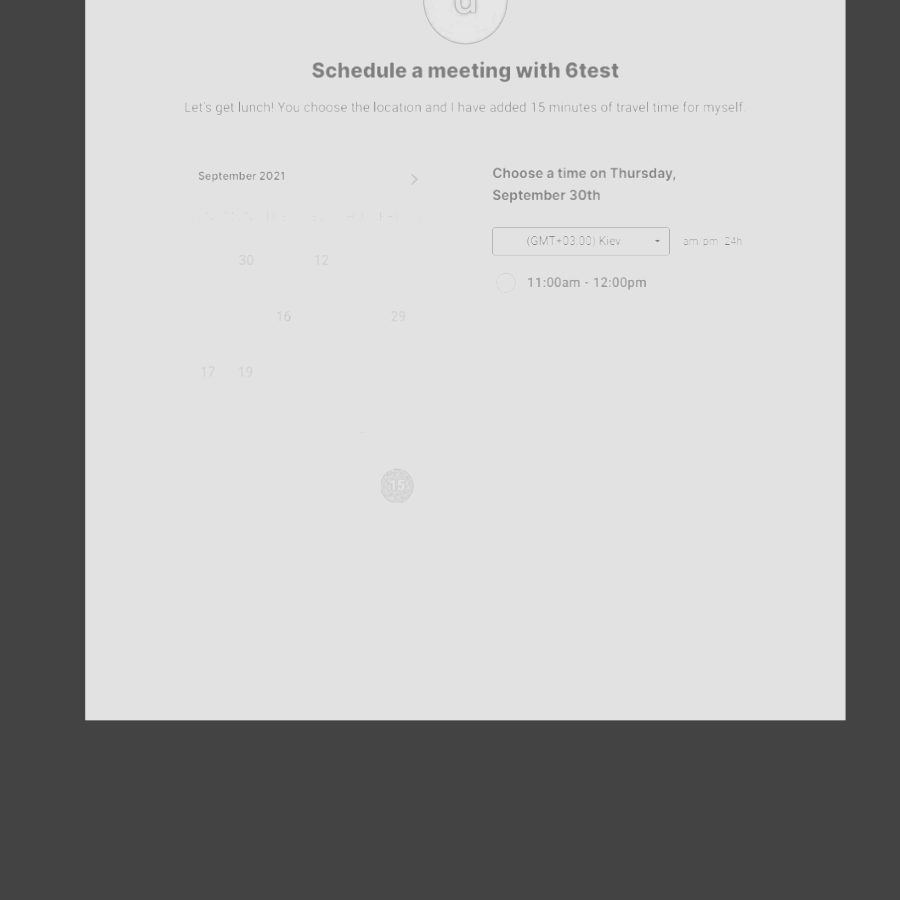 Schedule a meeting with 6test
Let's get lunch! You choose the location and I have added 15 minutes of travel time for myself
September 2021
30 12
16 29
17 19
15
Choose a time on Thursday,
September 30th
(GMT+03:00) Kiev am/pm 24h
11:00am - 12:00pm